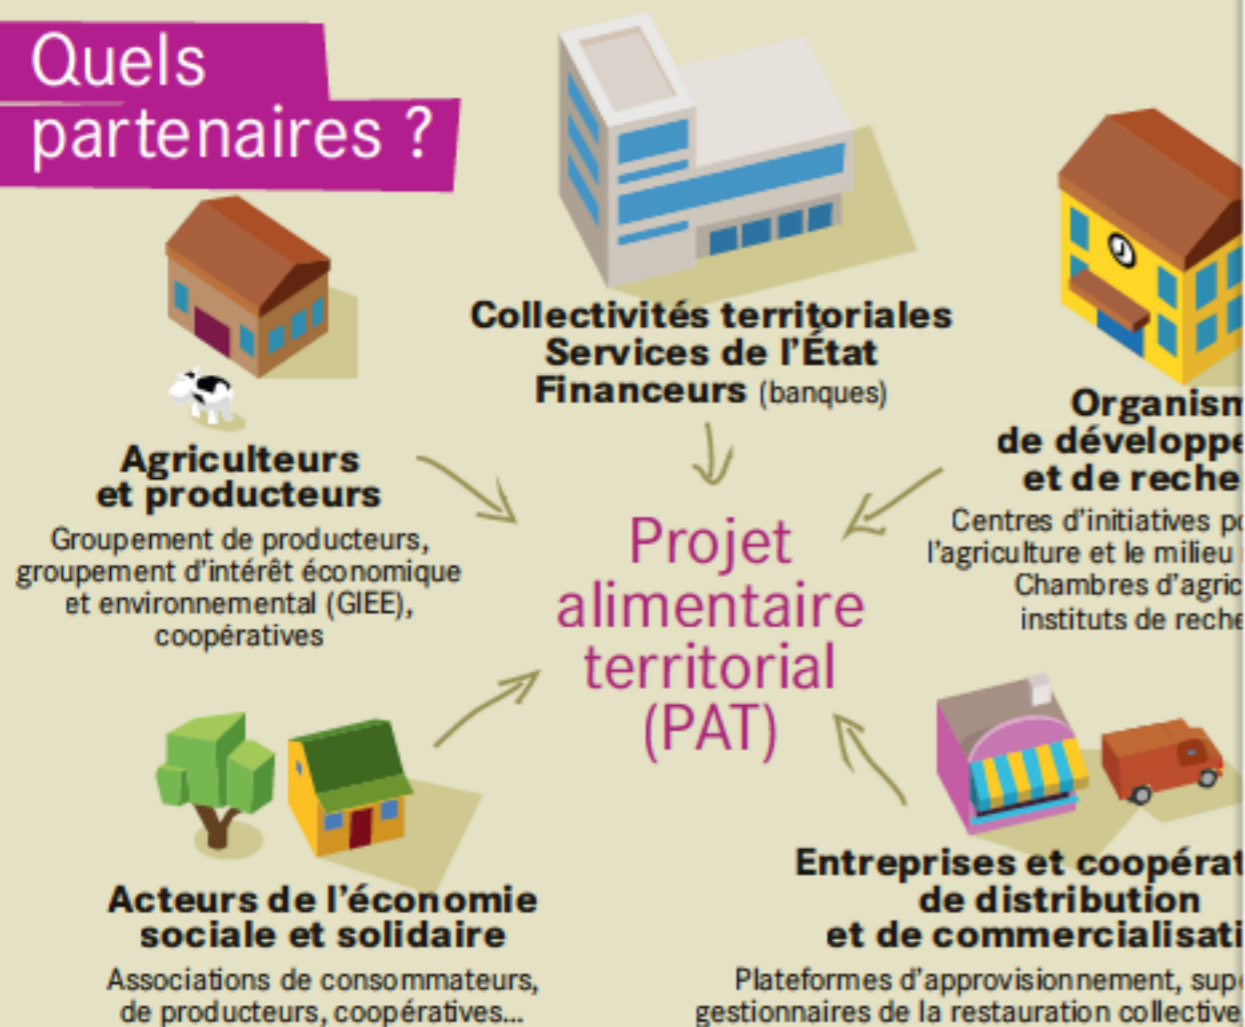 Quels
partenaires ?
Collectivités territoriales
Services de l'État
Financeurs (banques)
Agriculteurs
et producteurs
Groupement de producteurs,
groupement d'intérêt économique
et environnemental (GIEE),
coopératives
de
et de
Centres d'initiatives
l'agriculture et le milieu
Chambres
instituts de
Projet
alimentaire
territorial
(PAT)
Acteurs de l'économie
sociale et solidaire
Associations de consommateurs,
de producteurs, coopératives...
Entreprises et
de distribution
et de
Plateformes d'approvisionnement,
gestionnaires de la restauration collective